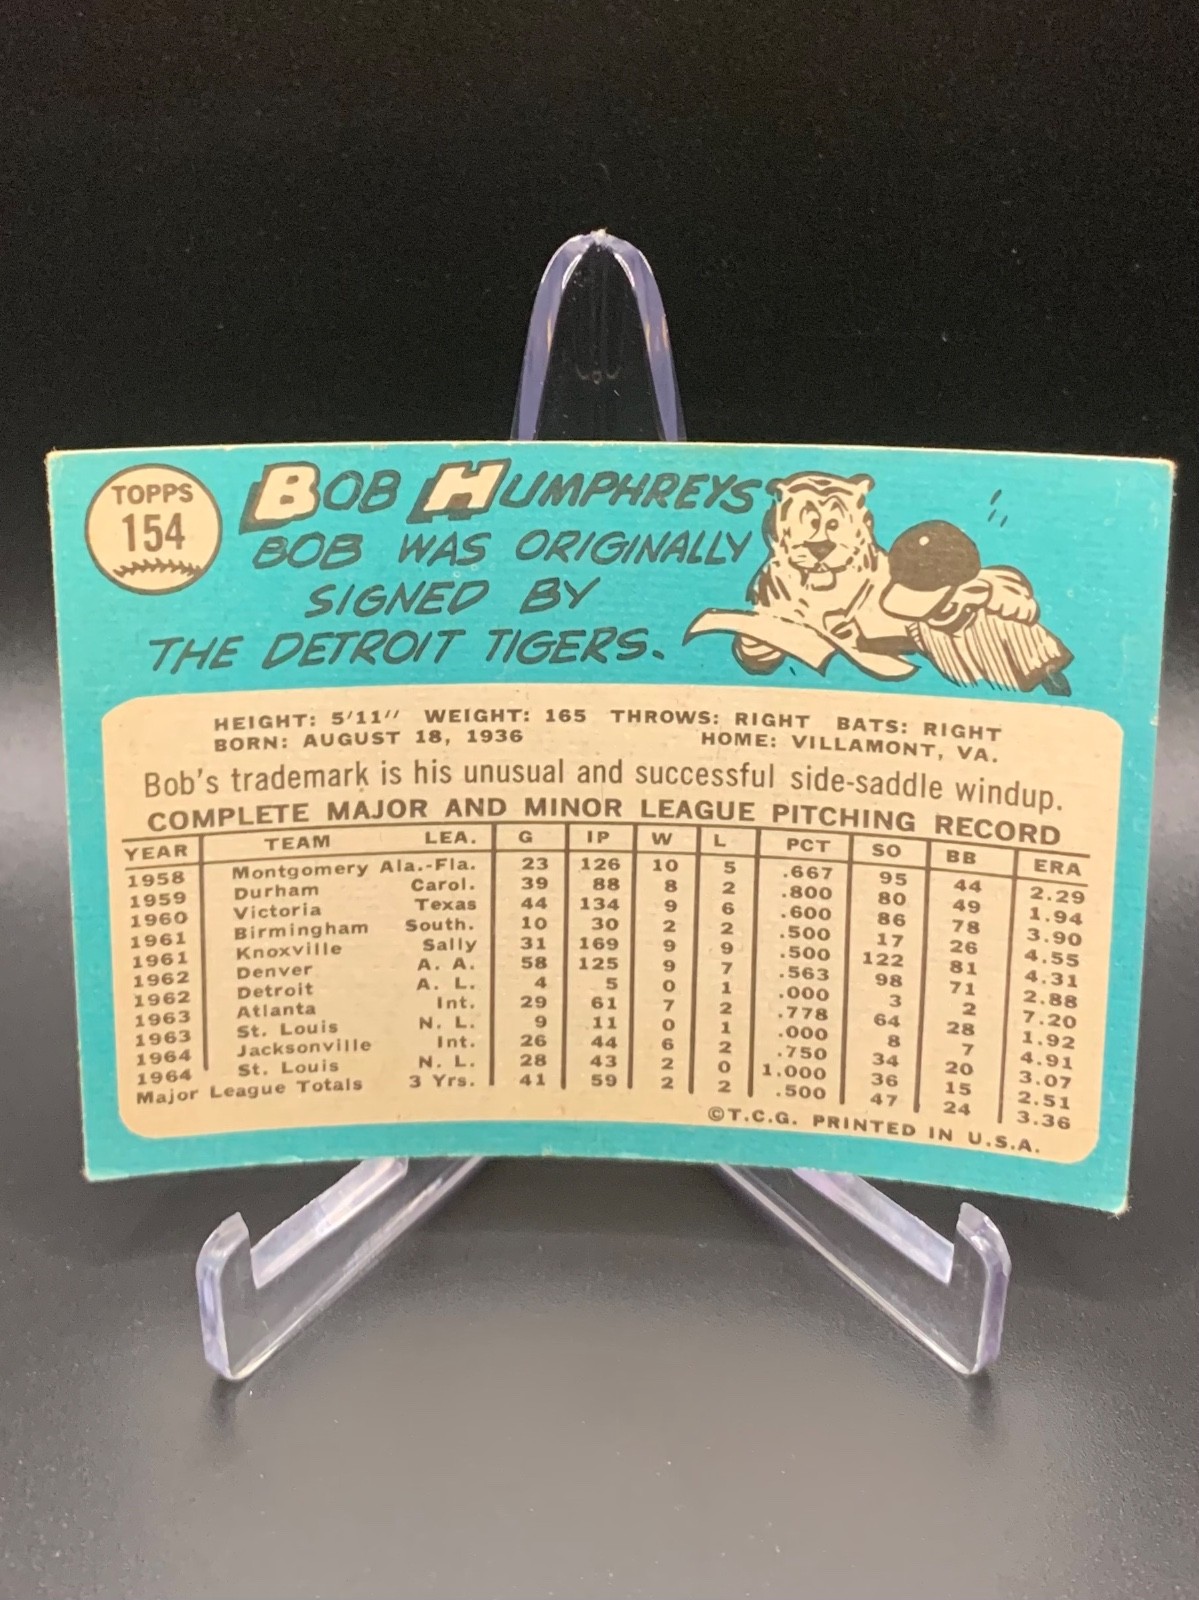 TOPPS
154
BOB HUMPHREYS
BOB WAS ORIGINALLY
SIGNED BY
THE DETROIT TIGERS.
HEIGHT: 5'11" WEIGHT: 165 THROWS: RIGHT BATS: RIGHT
BORN: AUGUST 18, 1936 HOME: VILLAMONT, VA.
Bob's trademark is his unusual and successful side-saddle windup.
COMPLETE MAJOR AND MINOR LEAGUE PITCHING RECORD
YEAR TEAM LEA. G IP W L PCT SO BB ERA
1958 Montgomery Ala.-Fla. 23 126 10 5 .667 95 44 2.29
1959 Durham Carol. 39 88 8 2 .800 80 49 1.94
1960 Victoria Texas 44 134 9 6 .600 86 78 3.90
1961 Birmingham South. 10 30 2 2 .500 17 26 4.55
1961 Knoxville Sally 31 169 9 9 .500 122 81 4.31
1962 Denver A. A. 58 125 9 7 .563 98 71 2.88
1962 Detroit A. L. 4 5 0 1 .000 3 2 7.20
1963 Atlanta Int. 29 61 7 2 .778 64 28 1.92
1963 St. Louis N. L. 9 11 0 1 .000 8 7 4.91
1964 Jacksonville Int. 26 44 6 2 .750 34 20 3.07
1964 St. Louis N. L. 28 43 2 0 1.000 36 15 2.51
Major League Totals 3 Yrs. 41 59 2 2 .500 47 24 3.36
©T.C.G. PRINTED IN U.S.A.